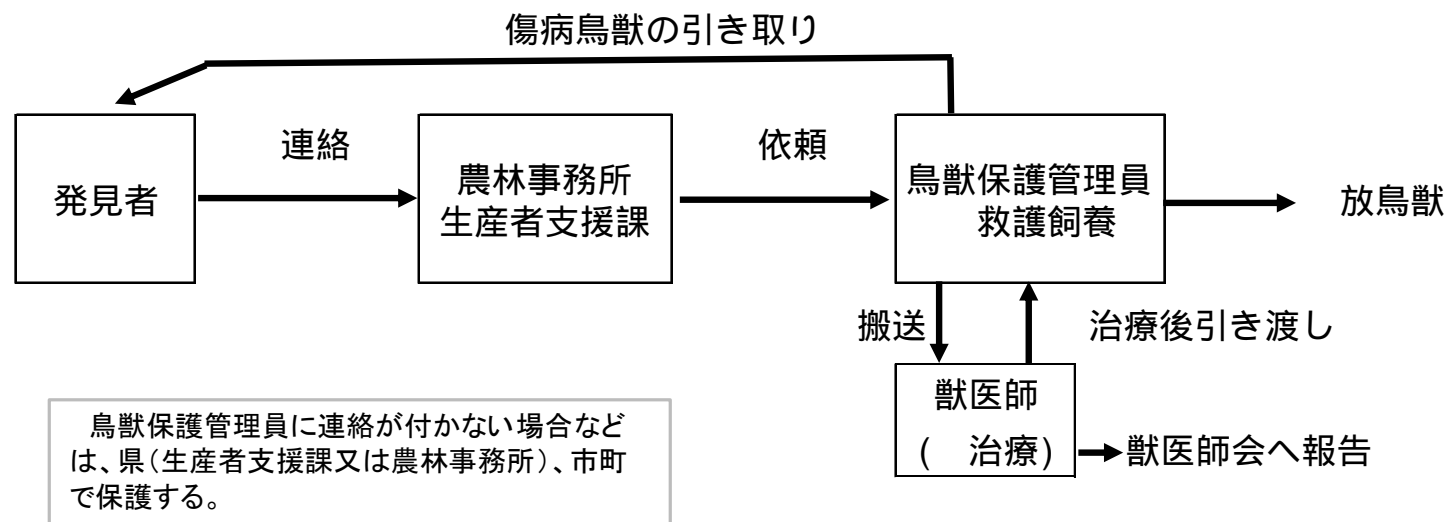 傷病鳥獣の引き取り
発見者
連絡
農林事務所
生産者支援課
依頼
鳥獣保護管理員
救護飼養
放鳥獣
搬送
治療後引き渡し
獣医師
(　治療)
獣医師会へ報告
　鳥獣保護管理員に連絡が付かない場合など
は、県(生産者支援課又は農林事務所)、市町
で保護する。